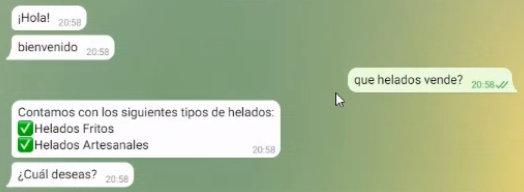 ¡Hola! 20:58
bienvenido 20:58
que helados vende? 20:58
Contamos con los siguientes tipos de helados:
✅Helados Fritos
✅Helados Artesanales
20:58
¿Cuál deseas? 20:58